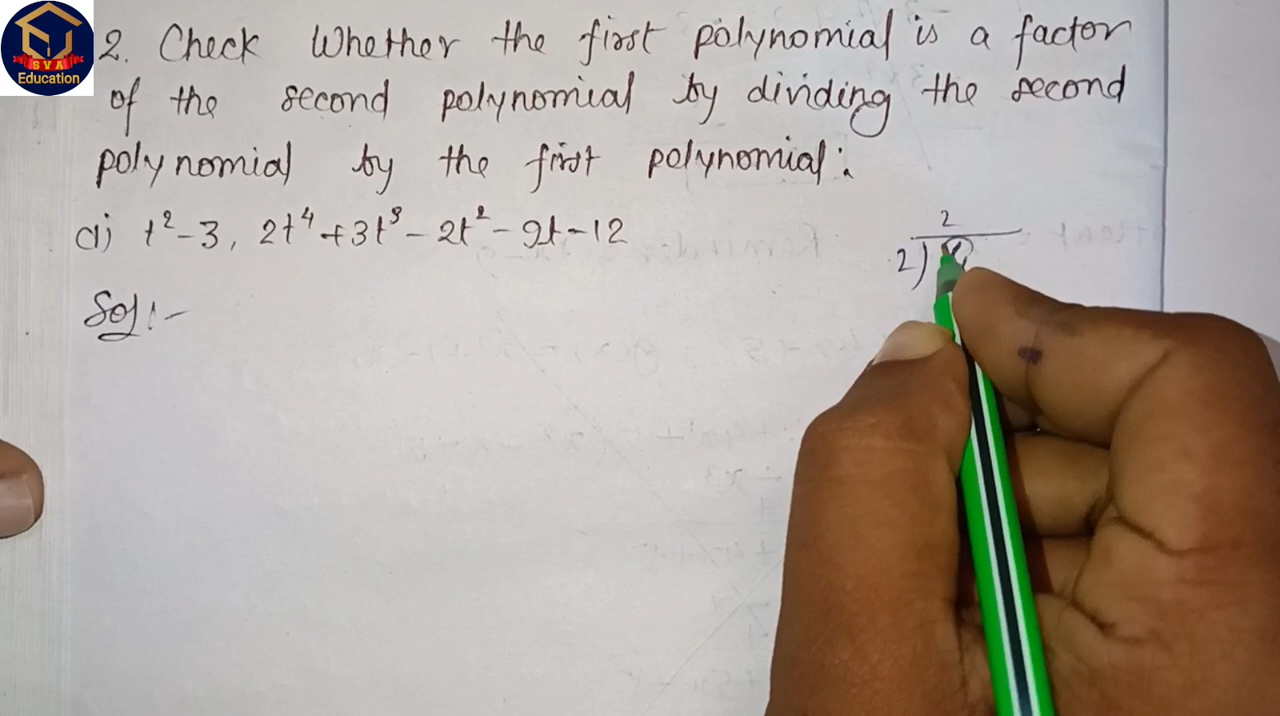 SVA
Education
2. Check Whether the first polynomial is a factor
of the second polynomial by dividing the second
polynomial by the first polynomial:
a) t² - 3, 2t⁴ + 3t³ - 2t² - 9t - 12
Sol:-
2
2)